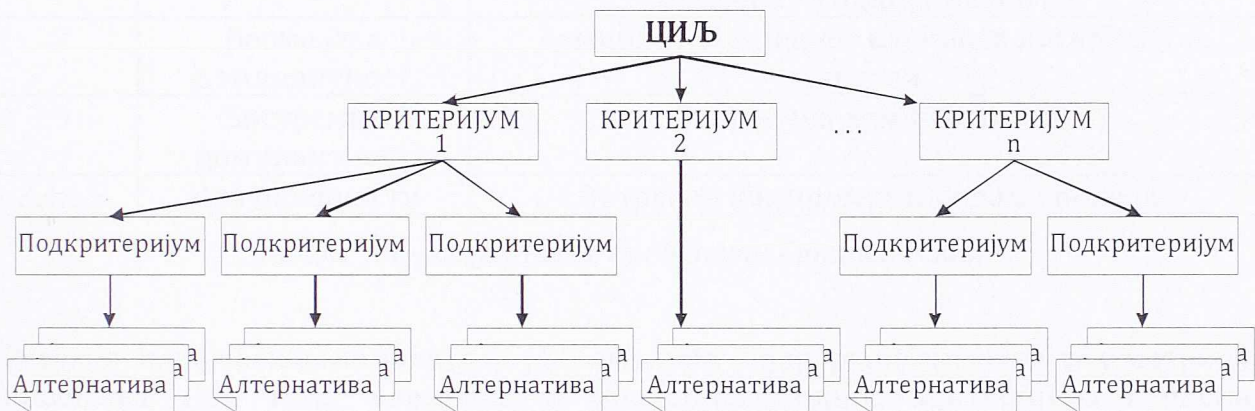 ЦИЉ
КРИТЕРИЈУМ
1
КРИТЕРИЈУМ
2
...
КРИТЕРИЈУМ
n
Подкритеријум
Подкритеријум
Подкритеријум
Подкритеријум
Подкритеријум
а
а
а
а
а
а
Алтернатива
Алтернатива
Алтернатива
Алтернатива
Алтернатива
Алтернатива